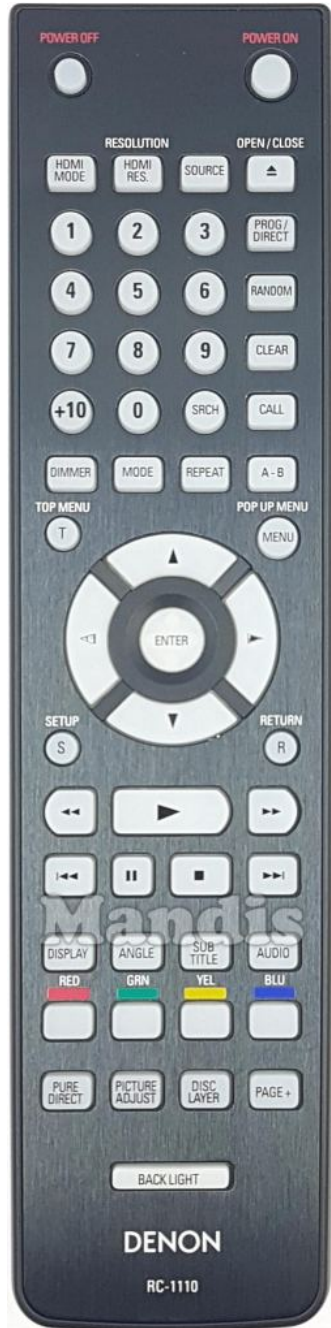 POWER OFF POWER ON
RESOLUTION OPEN / CLOSE
HDMI MODE HDMI RES. SOURCE
1 2 3 PROG / DIRECT
4 5 6 RANDOM
7 8 9 CLEAR
+10 0 SRCH CALL
DIMMER MODE REPEAT A - B
TOP MENU POP UP MENU
T MENU
ENTER
SETUP RETURN
S R
Mandis
DISPLAY ANGLE SUB TITLE AUDIO
RED GRN YEL BLU
PURE DIRECT PICTURE ADJUST DISC LAYER PAGE +
BACK LIGHT
DENON
RC-1110